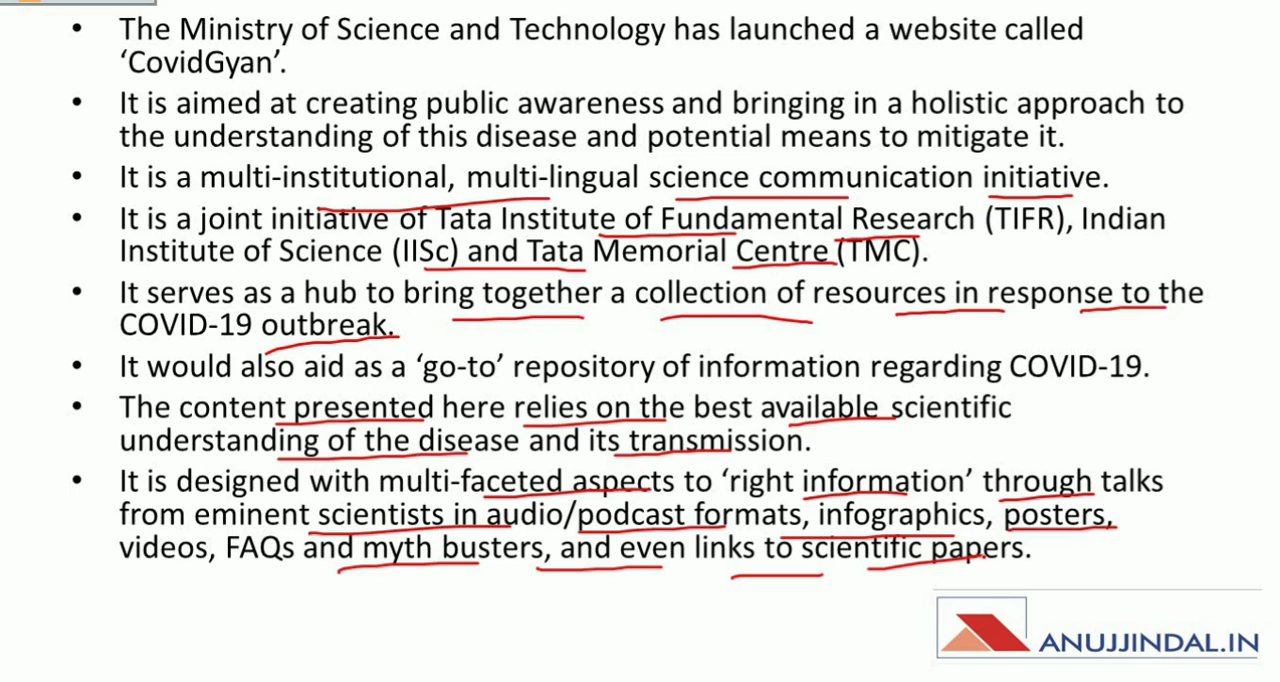 • The Ministry of Science and Technology has launched a website called
‘CovidGyan’.
• It is aimed at creating public awareness and bringing in a holistic approach to
the understanding of this disease and potential means to mitigate it.
• It is a multi-institutional, multi-lingual science communication initiative.
• It is a joint initiative of Tata Institute of Fundamental Research (TIFR), Indian
Institute of Science (IISc) and Tata Memorial Centre (TMC).
• It serves as a hub to bring together a collection of resources in response to the
COVID-19 outbreak.
• It would also aid as a ‘go-to’ repository of information regarding COVID-19.
• The content presented here relies on the best available scientific
understanding of the disease and its transmission.
• It is designed with multi-faceted aspects to ‘right information’ through talks
from eminent scientists in audio/podcast formats, infographics, posters,
videos, FAQs and myth busters, and even links to scientific papers.
ANUJJINDAL.IN